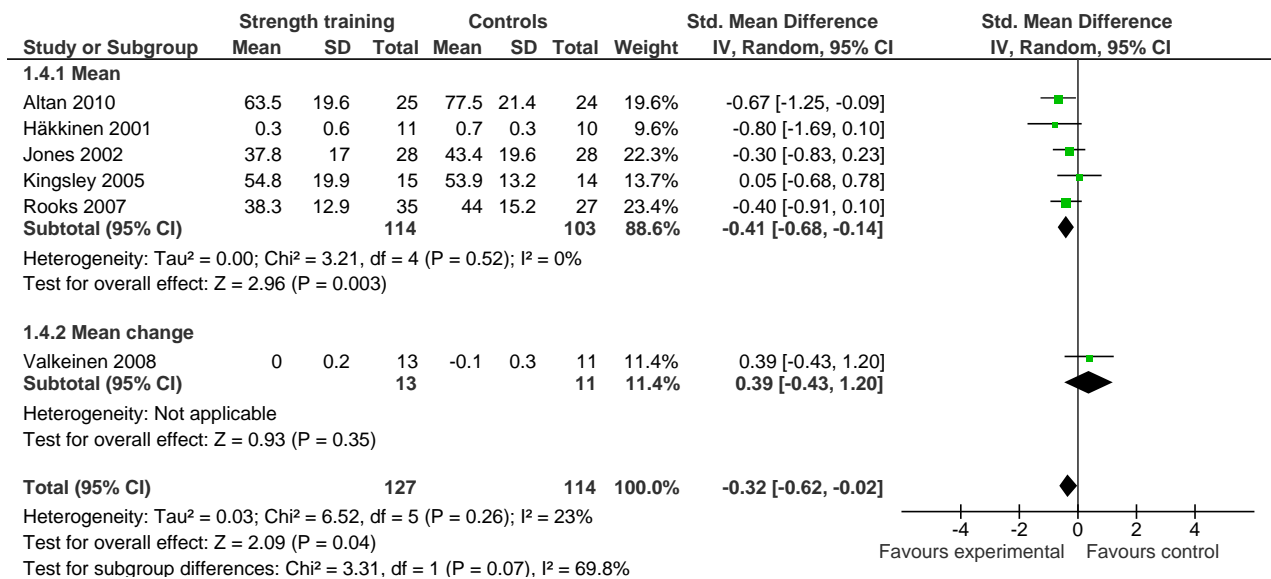 Strength training Controls Std. Mean Difference Std. Mean Difference
Study or Subgroup Mean SD Total Mean SD Total Weight IV, Random, 95% CI IV, Random, 95% CI
1.4.1 Mean
Altan 2010 63.5 19.6 25 77.5 21.4 24 19.6% -0.67 [-1.25, -0.09]
Häkkinen 2001 0.3 0.6 11 0.7 0.3 10 9.6% -0.80 [-1.69, 0.10]
Jones 2002 37.8 17 28 43.4 19.6 28 22.3% -0.30 [-0.83, 0.23]
Kingsley 2005 54.8 19.9 15 53.9 13.2 14 13.7% 0.05 [-0.68, 0.78]
Rooks 2007 38.3 12.9 35 44 15.2 27 23.4% -0.40 [-0.91, 0.10]
Subtotal (95% CI) 114 103 88.6% -0.41 [-0.68, -0.14]
Heterogeneity: Tau² = 0.00; Chi² = 3.21, df = 4 (P = 0.52); I² = 0%
Test for overall effect: Z = 2.96 (P = 0.003)
1.4.2 Mean change
Valkeinen 2008 0 0.2 13 -0.1 0.3 11 11.4% 0.39 [-0.43, 1.20]
Subtotal (95% CI) 13 11 11.4% 0.39 [-0.43, 1.20]
Heterogeneity: Not applicable
Test for overall effect: Z = 0.93 (P = 0.35)
Total (95% CI) 127 114 100.0% -0.32 [-0.62, -0.02]
Heterogeneity: Tau² = 0.03; Chi² = 6.52, df = 5 (P = 0.26); I² = 23%
Test for overall effect: Z = 2.09 (P = 0.04)
Test for subgroup differences: Chi² = 3.31, df = 1 (P = 0.07), I² = 69.8%
-4 -2 0 2 4
Favours experimental Favours control